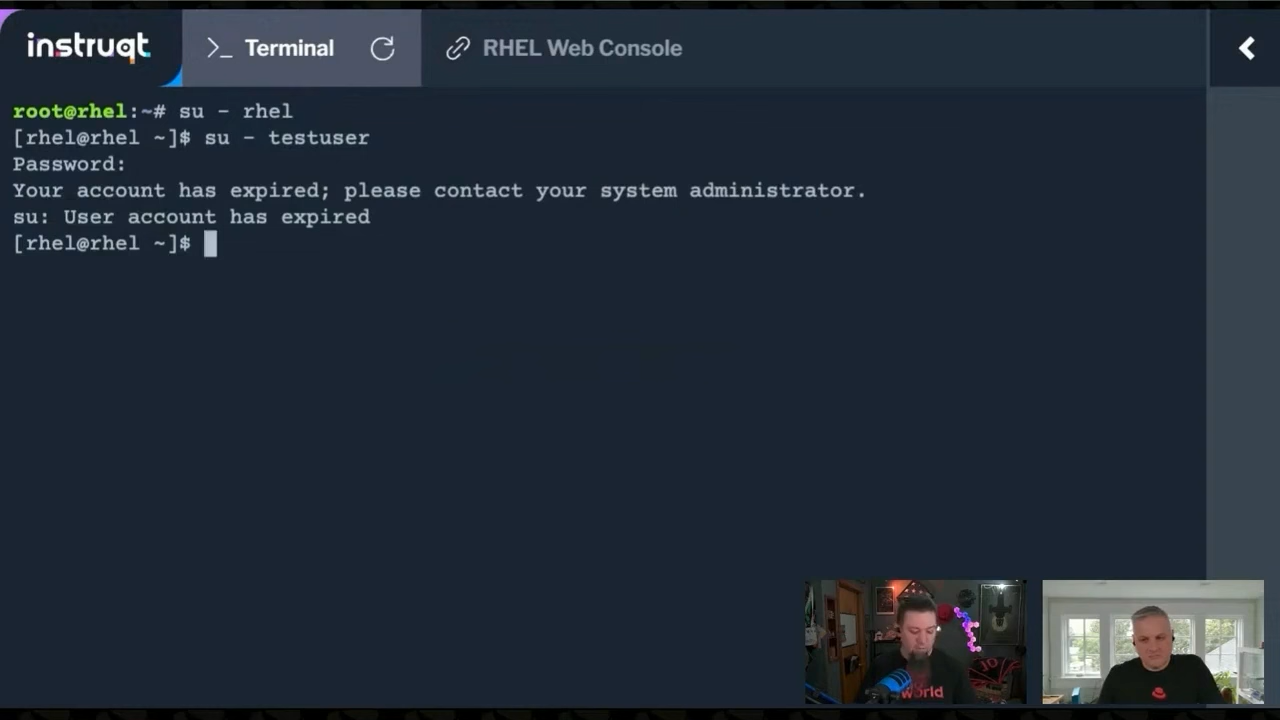 instruqt
>_ Terminal
RHEL Web Console
root@rhel:~# su - rhel
[rhel@rhel ~]$ su - testuser
Password:
Your account has expired; please contact your system administrator.
su: User account has expired
[rhel@rhel ~]$
world